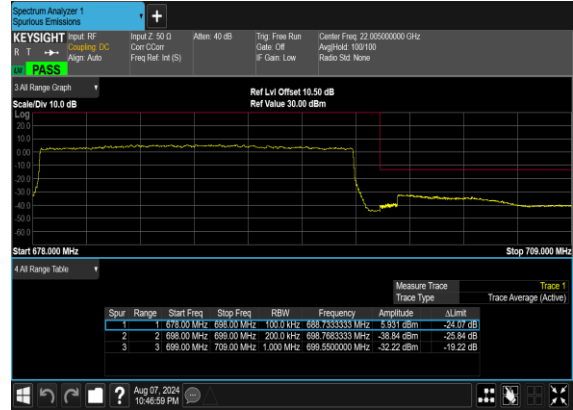 Spectrum Analyzer 1
Spurious Emissions
KEYSIGHT Input: RF Input Z: 50 Ω Atten: 40 dB Trig: Free Run Center Freq: 22.005000000 GHz
R T Coupling: DC Corr CCorr Gate: Off Avg|Hold: 100/100
Align: Auto Freq Ref: Int (S) IF Gain: Low Radio Std: None
PASS
3 All Range Graph
Ref Lvl Offset 10.50 dB
Scale/Div 10.0 dB Ref Value 30.00 dBm
Log
20.0
10.0
0.00
-10.0
-20.0
-30.0
-40.0
-50.0
-60.0
Start 678.000 MHz Stop 709.000 MHz
4 All Range Table
Measure Trace Trace 1
Trace Type Trace Average (Active)
Spur Range Start Freq Stop Freq RBW Frequency Amplitude ΔLimit
1 1 678.00 MHz 698.00 MHz 100.0 kHz 688.7333333 MHz 5.931 dBm -24.07 dB
2 2 698.00 MHz 699.00 MHz 200.0 kHz 698.7683333 MHz -38.84 dBm -25.84 dB
3 3 699.00 MHz 709.00 MHz 1.000 MHz 699.5500000 MHz -32.22 dBm -19.22 dB
? Aug 07, 2024
10:46:59 PM